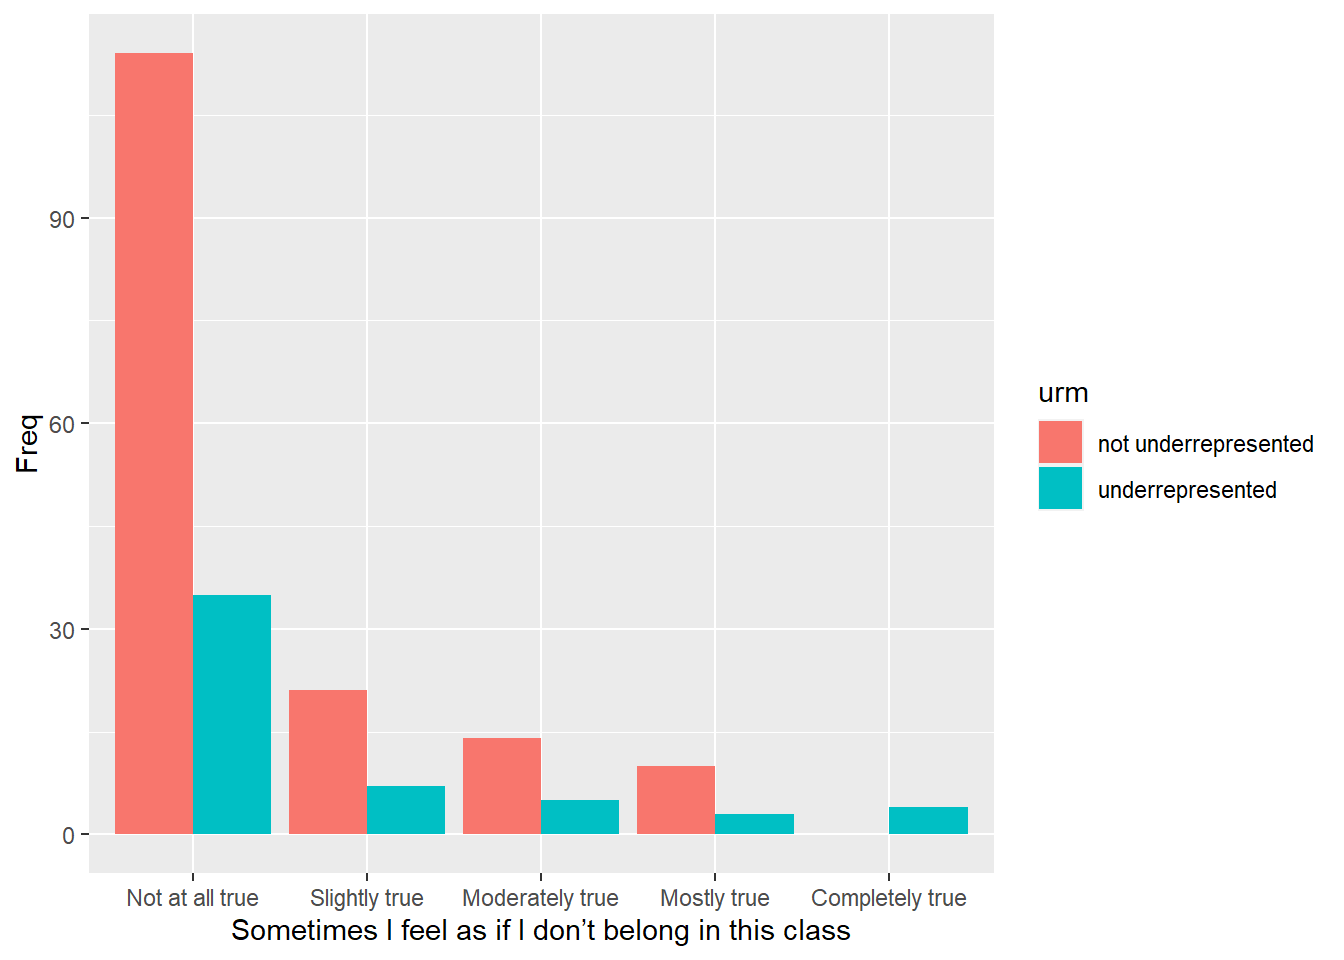 Freq
90
60
30
0
Not at all true
Slightly true
Moderately true
Mostly true
Completely true
Sometimes I feel as if I don’t belong in this class
urm
not underrepresented
underrepresented